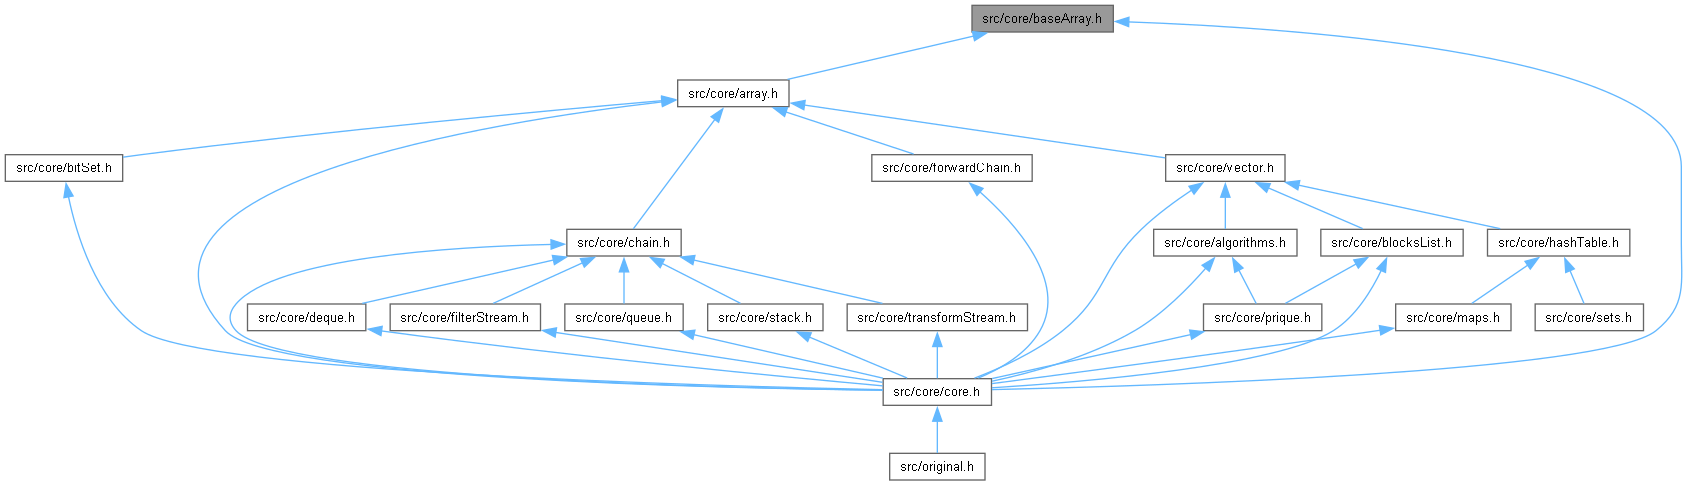 src/core/baseArray.h
src/core/array.h
src/core/bitSet.h
src/core/forwardChain.h
src/core/vector.h
src/core/chain.h
src/core/algorithms.h
src/core/blocksList.h
src/core/hashTable.h
src/core/deque.h
src/core/filterStream.h
src/core/queue.h
src/core/stack.h
src/core/transformStream.h
src/core/prique.h
src/core/maps.h
src/core/sets.h
src/core/core.h
src/original.h